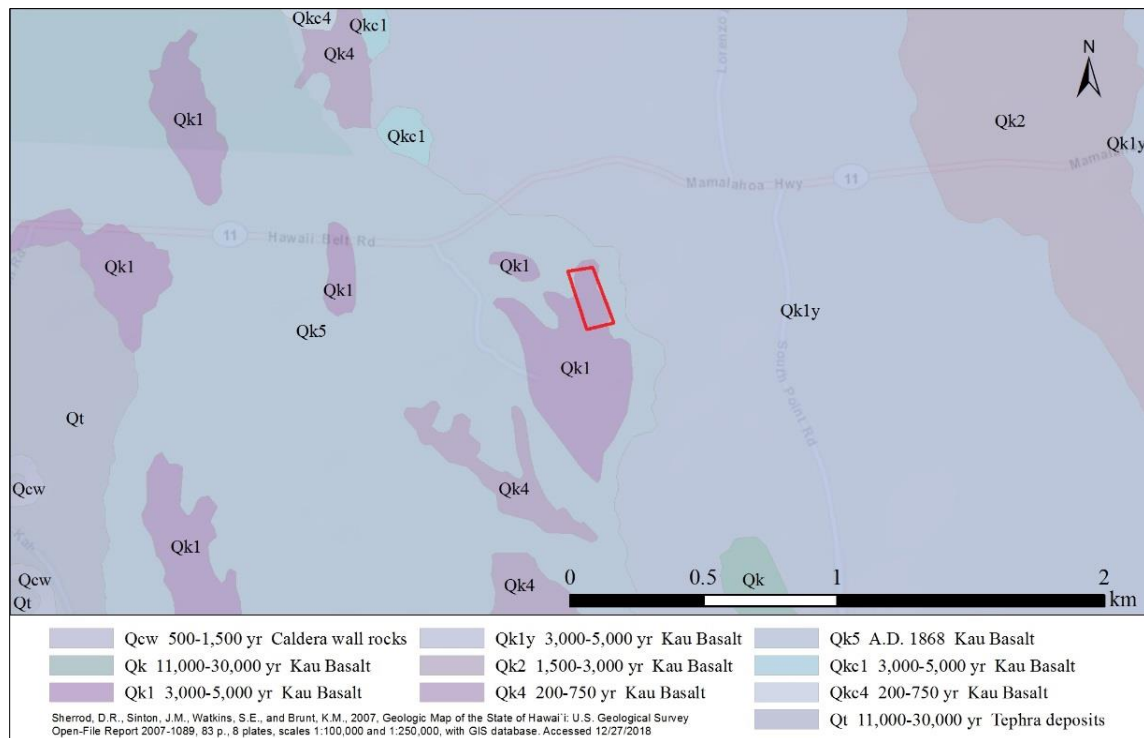 Qkc4
Qkc1
Qk4
N
Qk1
Qk2
Qkc1
Qk1y
Mamalahoa Hwy
11
11
Hawaii Belt Rd
Qk1
Qk1
Qk1
Qk5
Qk1y
South Point Rd
Qk1
Qt
Qk4
Qcw
Qk1
Qk4
Qk
Qcw
Qt
0 0.5 1 2
km
Qcw 500-1,500 yr Caldera wall rocks
Qk 11,000-30,000 yr Kau Basalt
Qk1 3,000-5,000 yr Kau Basalt
Qk1y 3,000-5,000 yr Kau Basalt
Qk2 1,500-3,000 yr Kau Basalt
Qk4 200-750 yr Kau Basalt
Qk5 A.D. 1868 Kau Basalt
Qkc1 3,000-5,000 yr Kau Basalt
Qkc4 200-750 yr Kau Basalt
Qt 11,000-30,000 yr Tephra deposits
Sherrod, D.R., Sinton, J.M., Watkins, S.E., and Brunt, K.M., 2007, Geologic Map of the State of Hawai`i: U.S. Geological Survey
Open-File Report 2007-1089, 83 p., 8 plates, scales 1:100,000 and 1:250,000, with GIS database. Accessed 12/27/2018